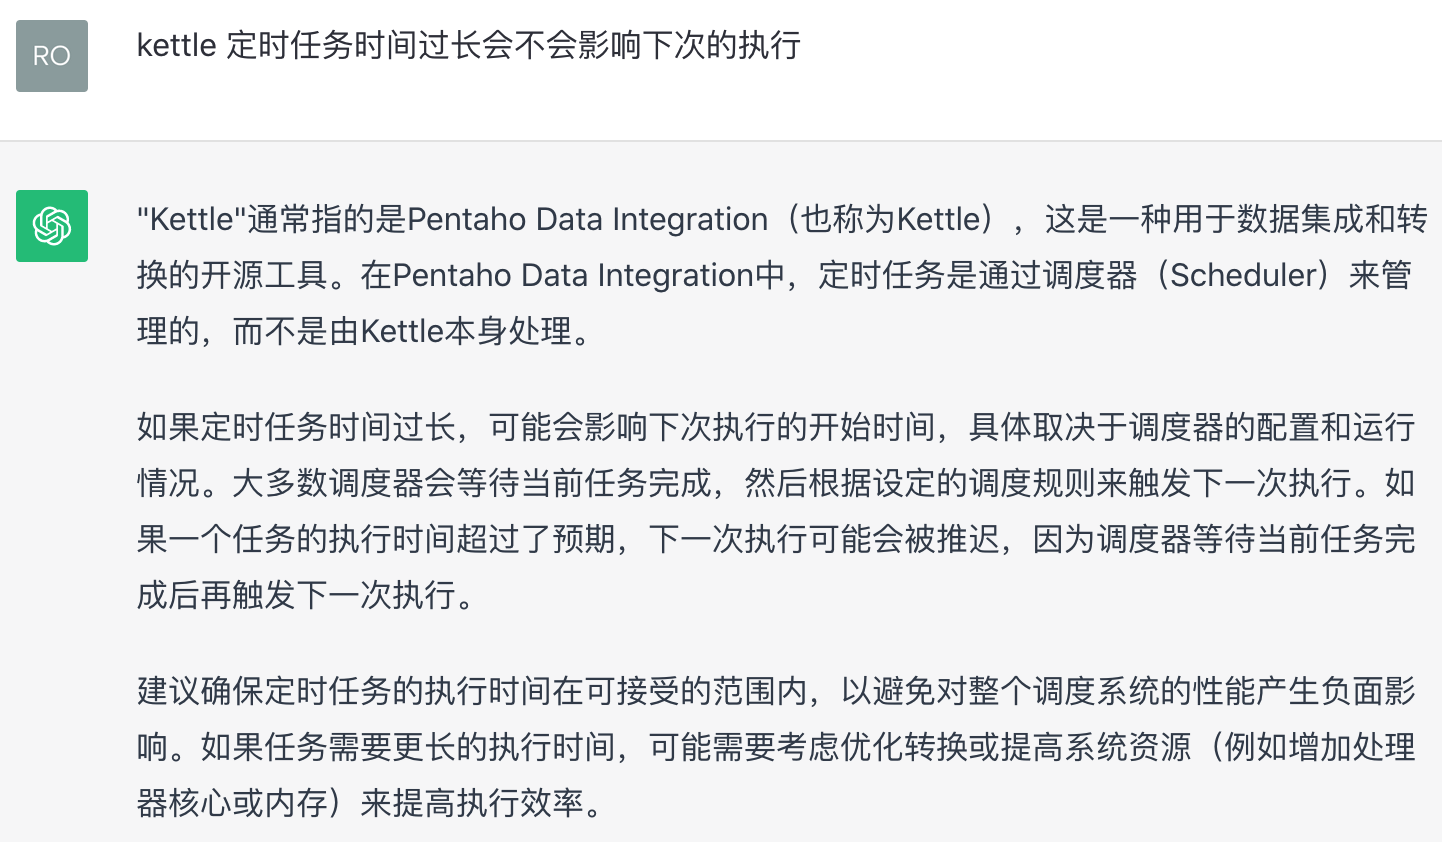 RO
kettle 定时任务时间过长会不会影响下次的执行
"Kettle"通常指的是Pentaho Data Integration（也称为Kettle），这是一种用于数据集成和转
换的开源工具。在Pentaho Data Integration中，定时任务是通过调度器（Scheduler）来管
理的，而不是由Kettle本身处理。
如果定时任务时间过长，可能会影响下次执行的开始时间，具体取决于调度器的配置和运行
情况。大多数调度器会等待当前任务完成，然后根据设定的调度规则来触发下一次执行。如
果一个任务的执行时间超过了预期，下一次执行可能会被推迟，因为调度器等待当前任务完
成后再触发下一次执行。
建议确保定时任务的执行时间在可接受的范围内，以避免对整个调度系统的性能产生负面影
响。如果任务需要更长的执行时间，可能需要考虑优化转换或提高系统资源（例如增加处理
器核心或内存）来提高执行效率。